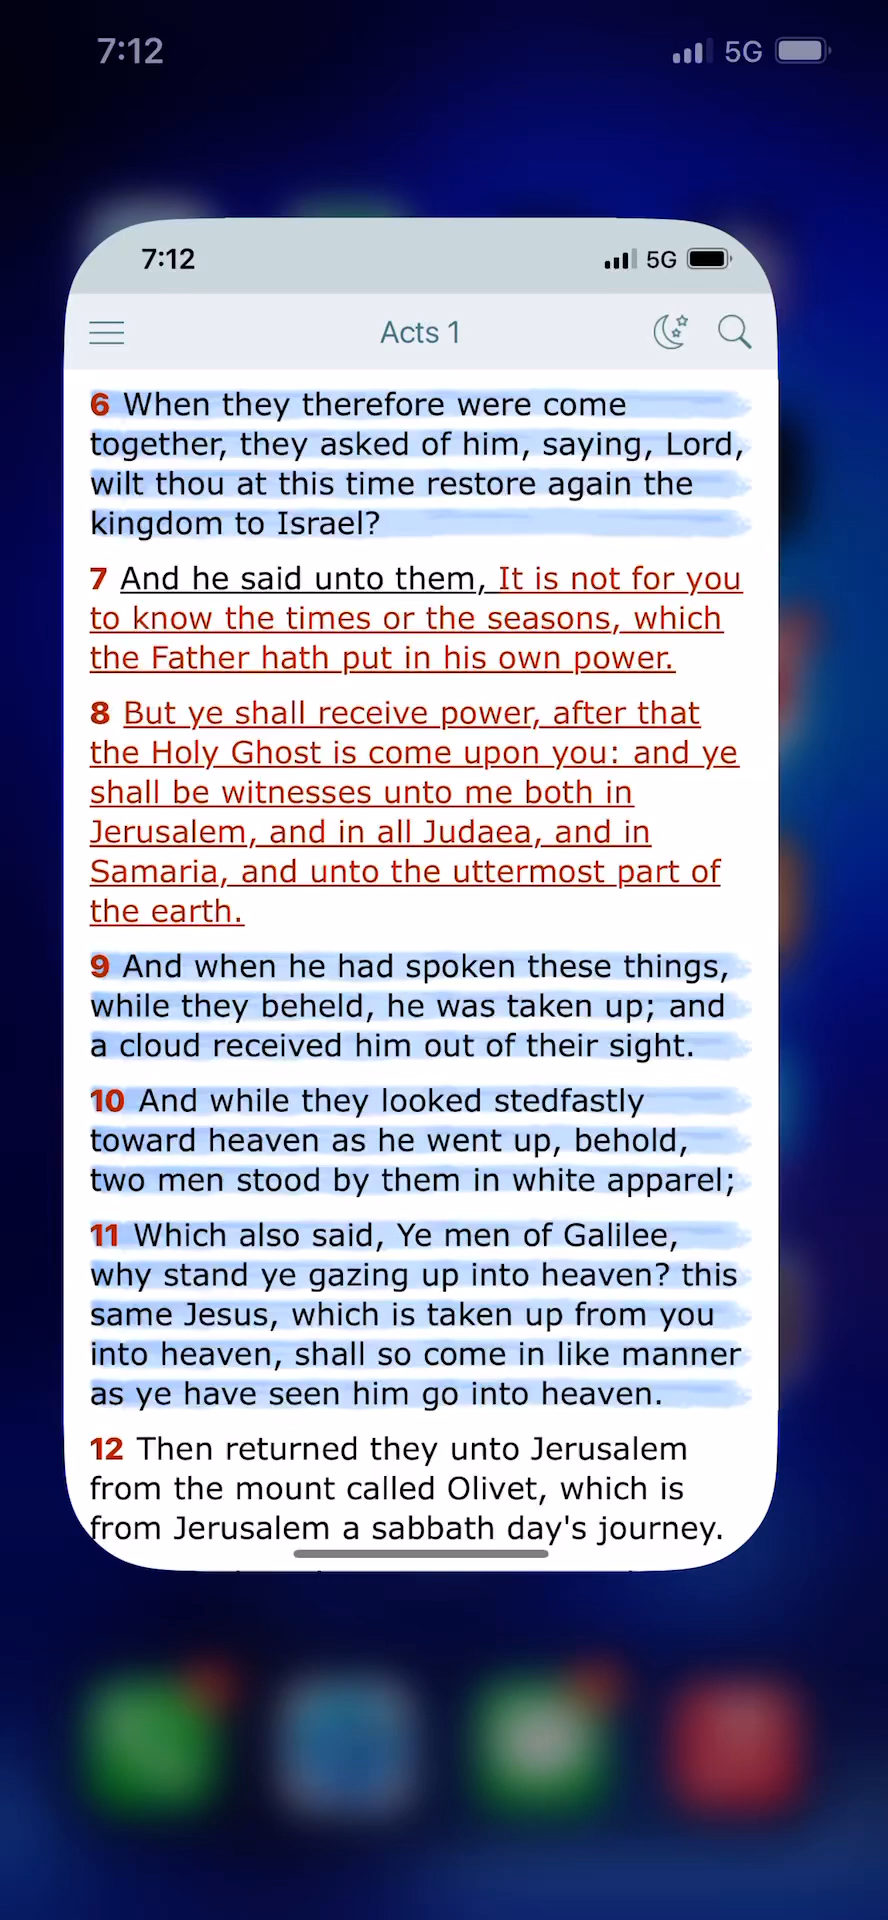 7:12 5G
7:12 5G
Acts 1
6 When they therefore were come
together, they asked of him, saying, Lord,
wilt thou at this time restore again the
kingdom to Israel?
7 And he said unto them, It is not for you
to know the times or the seasons, which
the Father hath put in his own power.
8 But ye shall receive power, after that
the Holy Ghost is come upon you: and ye
shall be witnesses unto me both in
Jerusalem, and in all Judaea, and in
Samaria, and unto the uttermost part of
the earth.
9 And when he had spoken these things,
while they beheld, he was taken up; and
a cloud received him out of their sight.
10 And while they looked stedfastly
toward heaven as he went up, behold,
two men stood by them in white apparel;
11 Which also said, Ye men of Galilee,
why stand ye gazing up into heaven? this
same Jesus, which is taken up from you
into heaven, shall so come in like manner
as ye have seen him go into heaven.
12 Then returned they unto Jerusalem
from the mount called Olivet, which is
from Jerusalem a sabbath day's journey.